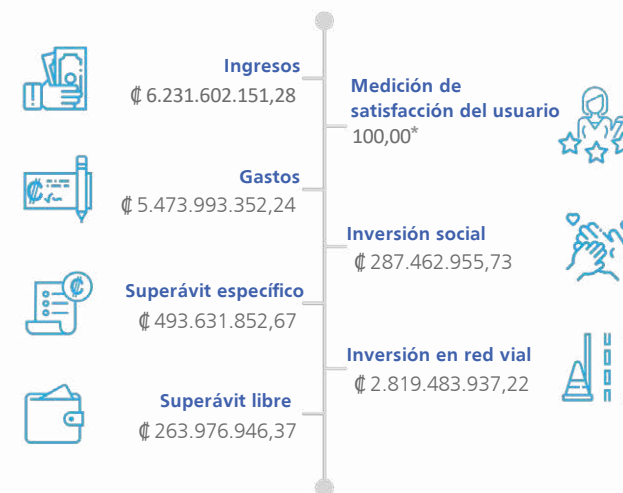 Ingresos
₡ 6.231.602.151,28
Medición de
satisfacción del usuario
100,00*
Gastos
₡ 5.473.993.352,24
Inversión social
₡ 287.462.955,73
Superávit específico
₡ 493.631.852,67
Inversión en red vial
₡ 2.819.483.937,22
Superávit libre
₡ 263.976.946,37